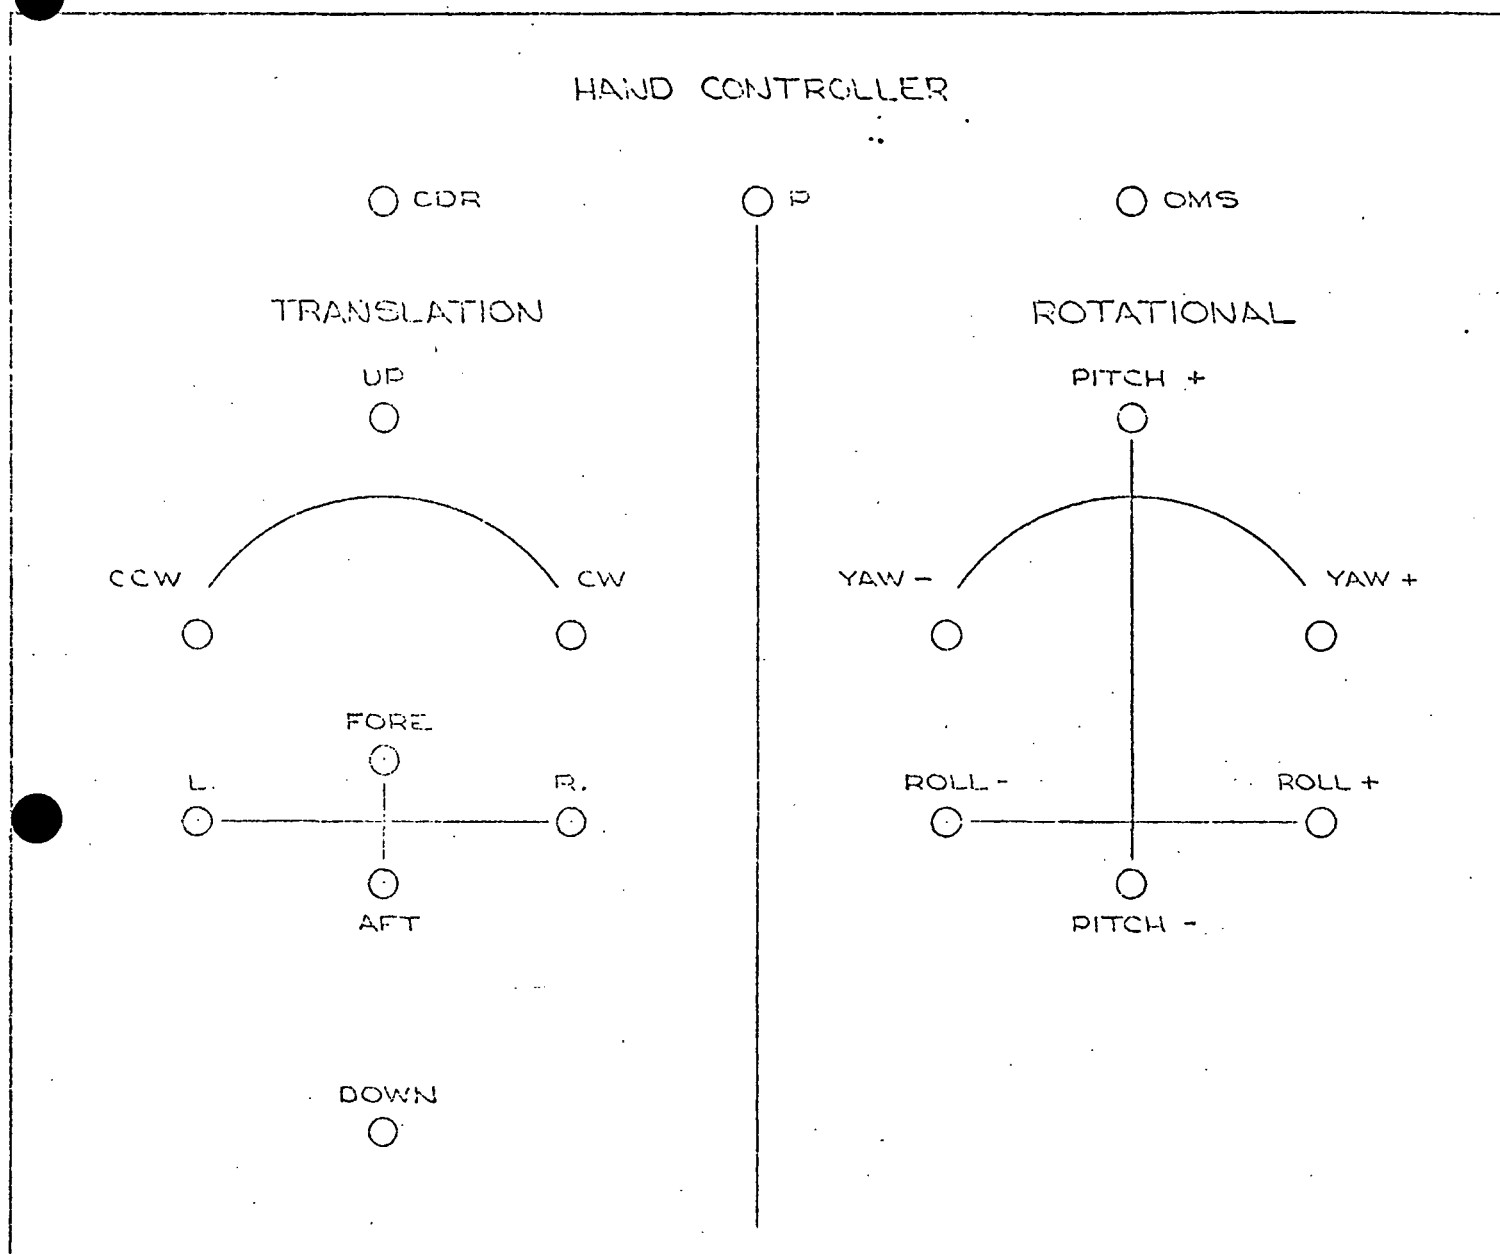 HAND CONTROLLER
CDR
P
OMS
TRANSLATION
ROTATIONAL
UP
PITCH +
CCW
CW
YAW -
YAW +
FORE
L.
R.
ROLL -
ROLL +
AFT
PITCH -
DOWN